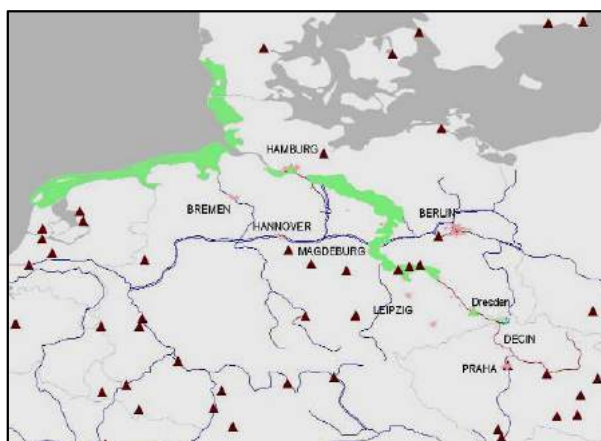 HAMBURG
BREMEN
BERLIN
HANNOVER
MAGDEBURG
LEIPZIG
Dresden
DECIN
PRAHA